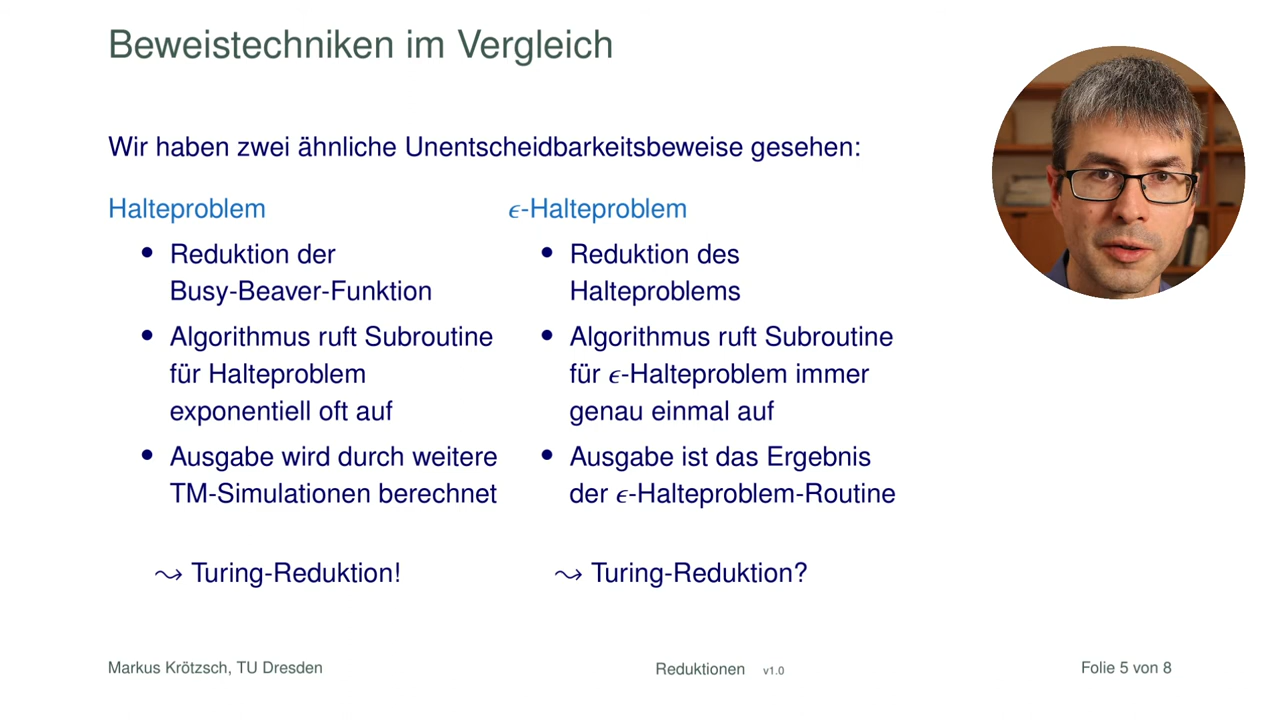 Beweistechniken im Vergleich
Wir haben zwei ähnliche Unentscheidbarkeitsbeweise gesehen:
Halteproblem
• Reduktion der
Busy-Beaver-Funktion
• Algorithmus ruft Subroutine
für Halteproblem
exponentiell oft auf
• Ausgabe wird durch weitere
TM-Simulationen berechnet
⤳ Turing-Reduktion!
ϵ-Halteproblem
• Reduktion des
Halteproblems
• Algorithmus ruft Subroutine
für ϵ-Halteproblem immer
genau einmal auf
• Ausgabe ist das Ergebnis
der ϵ-Halteproblem-Routine
⤳ Turing-Reduktion?
Markus Krötzsch, TU Dresden
Reduktionen v1.0
Folie 5 von 8